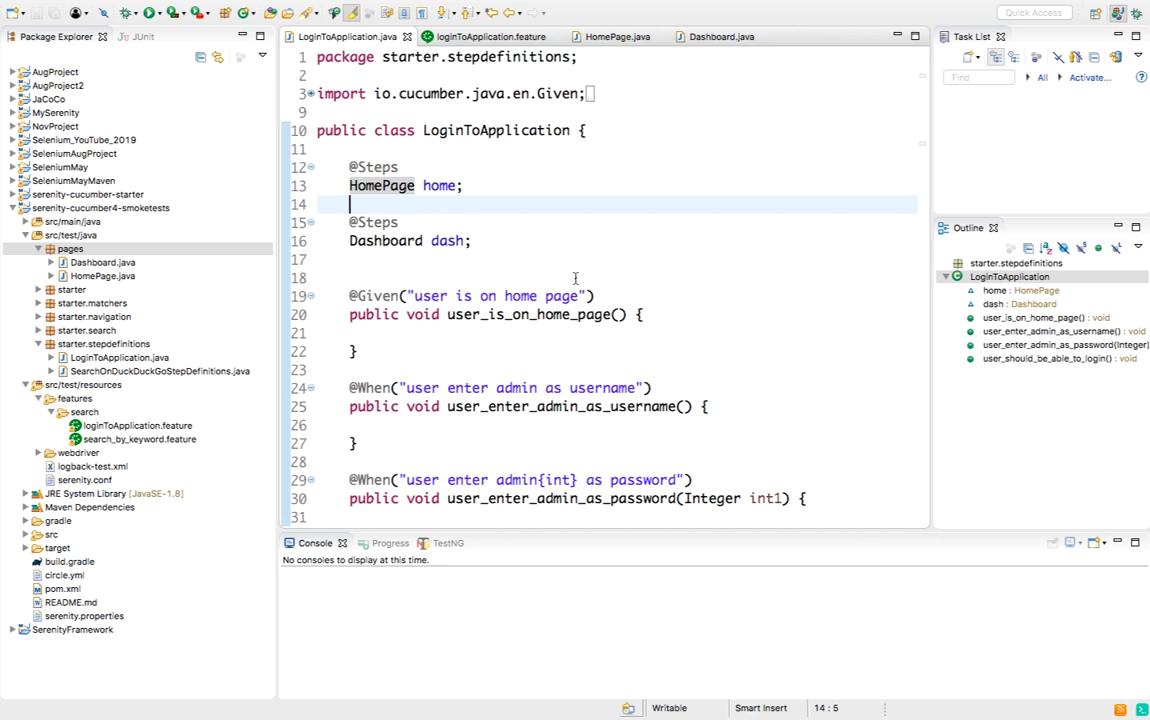 Quick Access
Package Explorer
JUnit
AugProject
AugProject2
JaCoCo
MySerenity
NovProject
Selenium_YouTube_2019
SeleniumAugProject
SeleniumMay
SeleniumMayMaven
serenity-cucumber-starter
serenity-cucumber4-smoketests
src/main/java
src/test/java
pages
Dashboard.java
HomePage.java
starter
starter.matchers
starter.navigation
starter.search
starter.stepdefinitions
LoginToApplication.java
SearchOnDuckDuckGoStepDefinitions.java
src/test/resources
features
search
loginToApplication.feature
search_by_keyword.feature
webdriver
logback-test.xml
serenity.conf
JRE System Library [JavaSE-1.8]
Maven Dependencies
gradle
src
target
build.gradle
circle.yml
pom.xml
README.md
serenity.properties
SerenityFramework
LoginToApplication.java
loginToApplication.feature
HomePage.java
Dashboard.java
1 package starter.stepdefinitions;
2
3 import io.cucumber.java.en.Given;
9
10 public class LoginToApplication {
11
12 @Steps
13 HomePage home;
14
15 @Steps
16 Dashboard dash;
17
18
19 @Given("user is on home page")
20 public void user_is_on_home_page() {
21
22 }
23
24 @When("user enter admin as username")
25 public void user_enter_admin_as_username() {
26
27 }
28
29 @When("user enter admin{int} as password")
30 public void user_enter_admin_as_password(Integer int1) {
31
Task List
Find
All
Activate...
Outline
starter.stepdefinitions
LoginToApplication
home : HomePage
dash : Dashboard
user_is_on_home_page() : void
user_enter_admin_as_username() : void
user_enter_admin_as_password(Integer)
user_should_be_able_to_login() : void
Console
Progress
TestNG
No consoles to display at this time.
Writable
Smart Insert
14 : 5